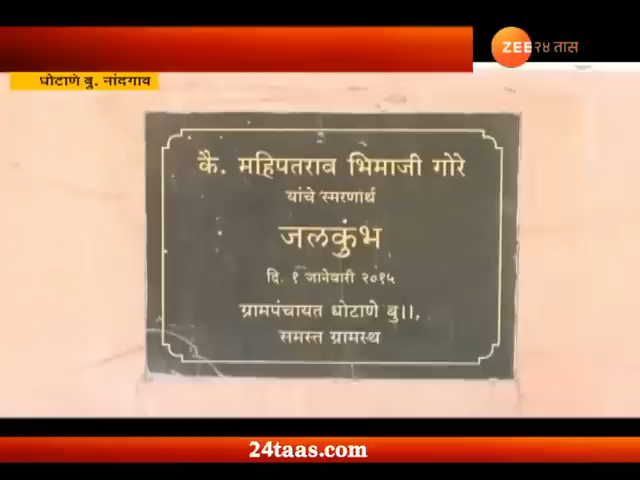 ZEE २४ तास
धोटाणे बु. नांदगाव
कै. महिपतराव भिमाजी गोरे
यांचे स्मरणार्थ
जलकुंभ
दि. १ जानेवारी २०१५
ग्रामपंचायत धोटाणे बु॥,
समस्त ग्रामस्थ
24taas.com